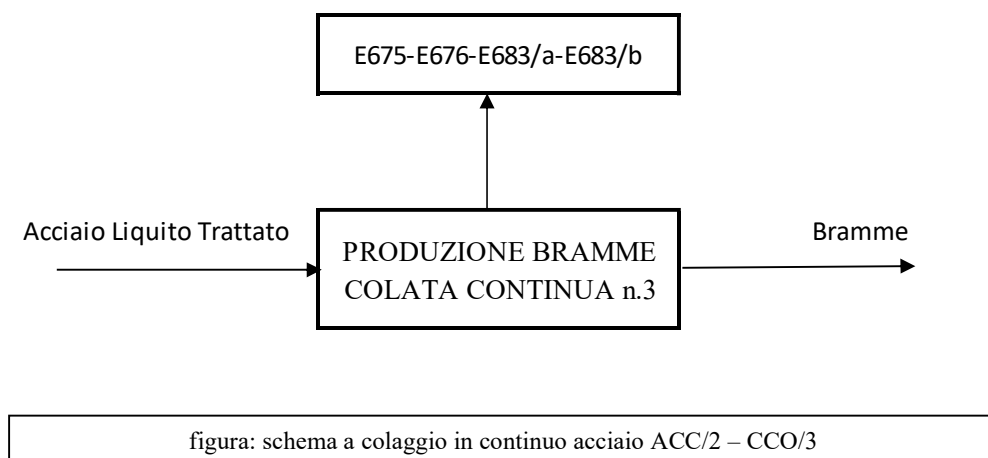 E675-E676-E683/a-E683/b
Acciaio Liquito Trattato
PRODUZIONE BRAMME
COLATA CONTINUA n.3
Bramme
figura: schema a colaggio in continuo acciaio ACC/2 – CCO/3